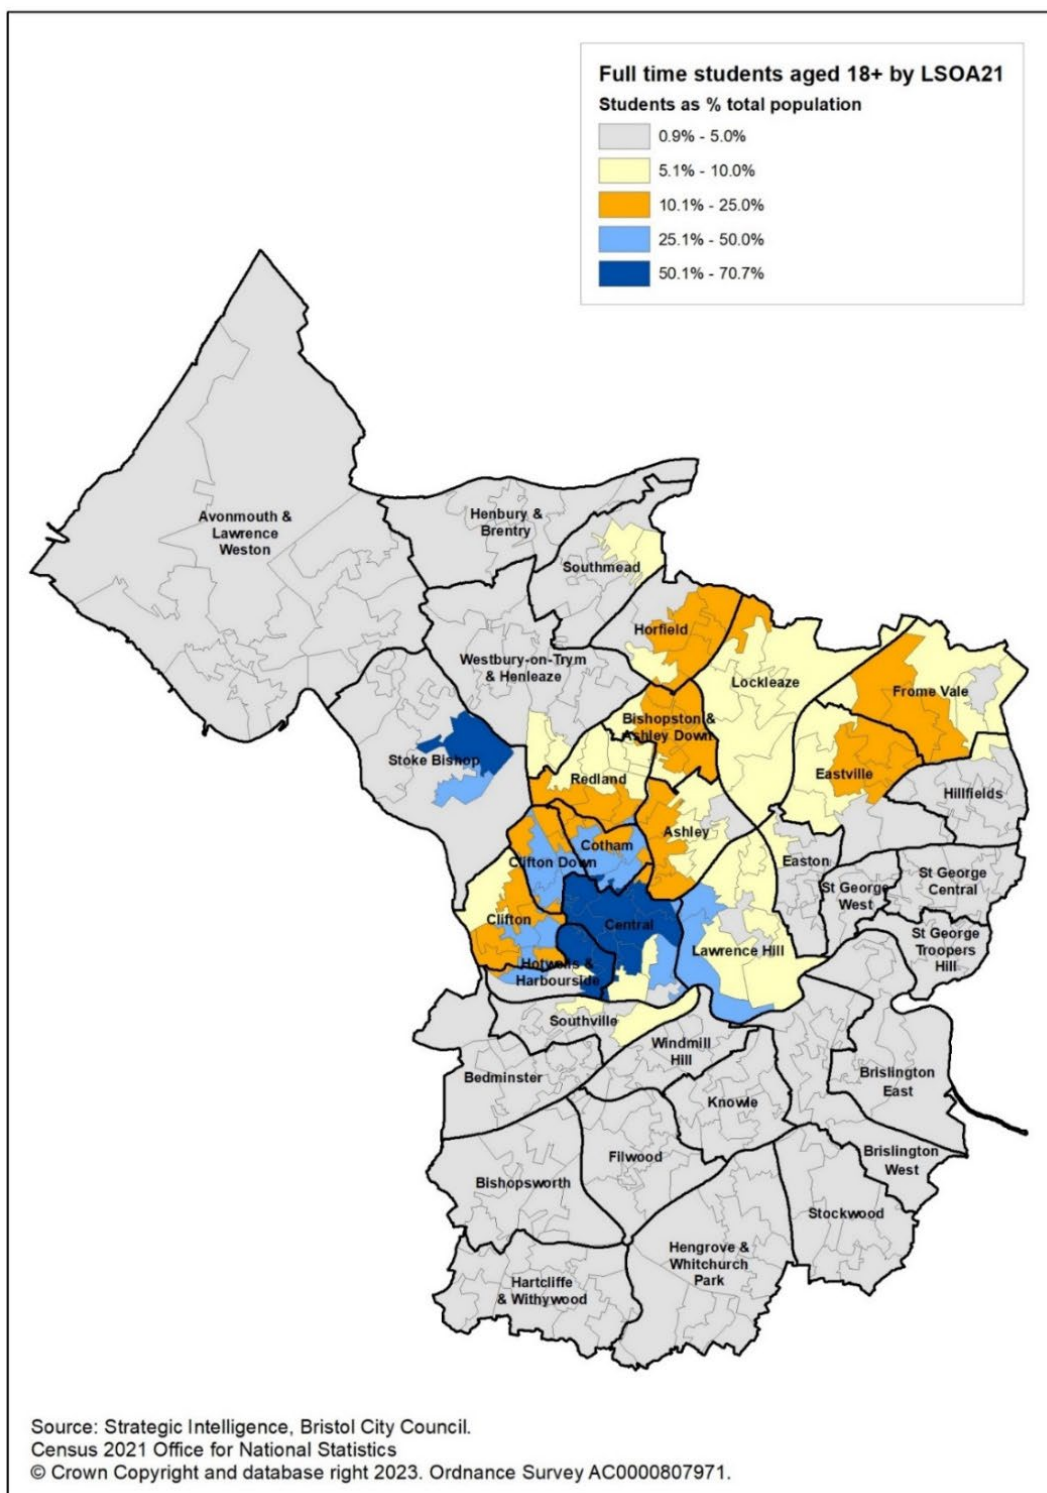 Full time students aged 18+ by LSOA21
Students as % total population
0.9% - 5.0%
5.1% - 10.0%
10.1% - 25.0%
25.1% - 50.0%
50.1% - 70.7%
Avonmouth &
Lawrence
Weston
Henbury &
Brentry
Southmead
Horfield
Westbury-on-Trym
& Henleaze
Lockleaze
Frome Vale
Bishopston &
Ashley Down
Stoke Bishop
Redland
Eastville
Hillfields
Ashley
Cotham
Clifton Down
Easton
St George
Central
St George
West
Clifton
Central
St George
Troopers
Hill
Lawrence Hill
Hotwells &
Harbourside
Southville
Windmill
Hill
Bedminster
Brislington
East
Knowle
Filwood
Brislington
West
Bishopsworth
Stockwood
Hengrove &
Whitchurch
Park
Hartcliffe
& Withywood
Source: Strategic Intelligence, Bristol City Council.
Census 2021 Office for National Statistics
© Crown Copyright and database right 2023. Ordnance Survey AC0000807971.